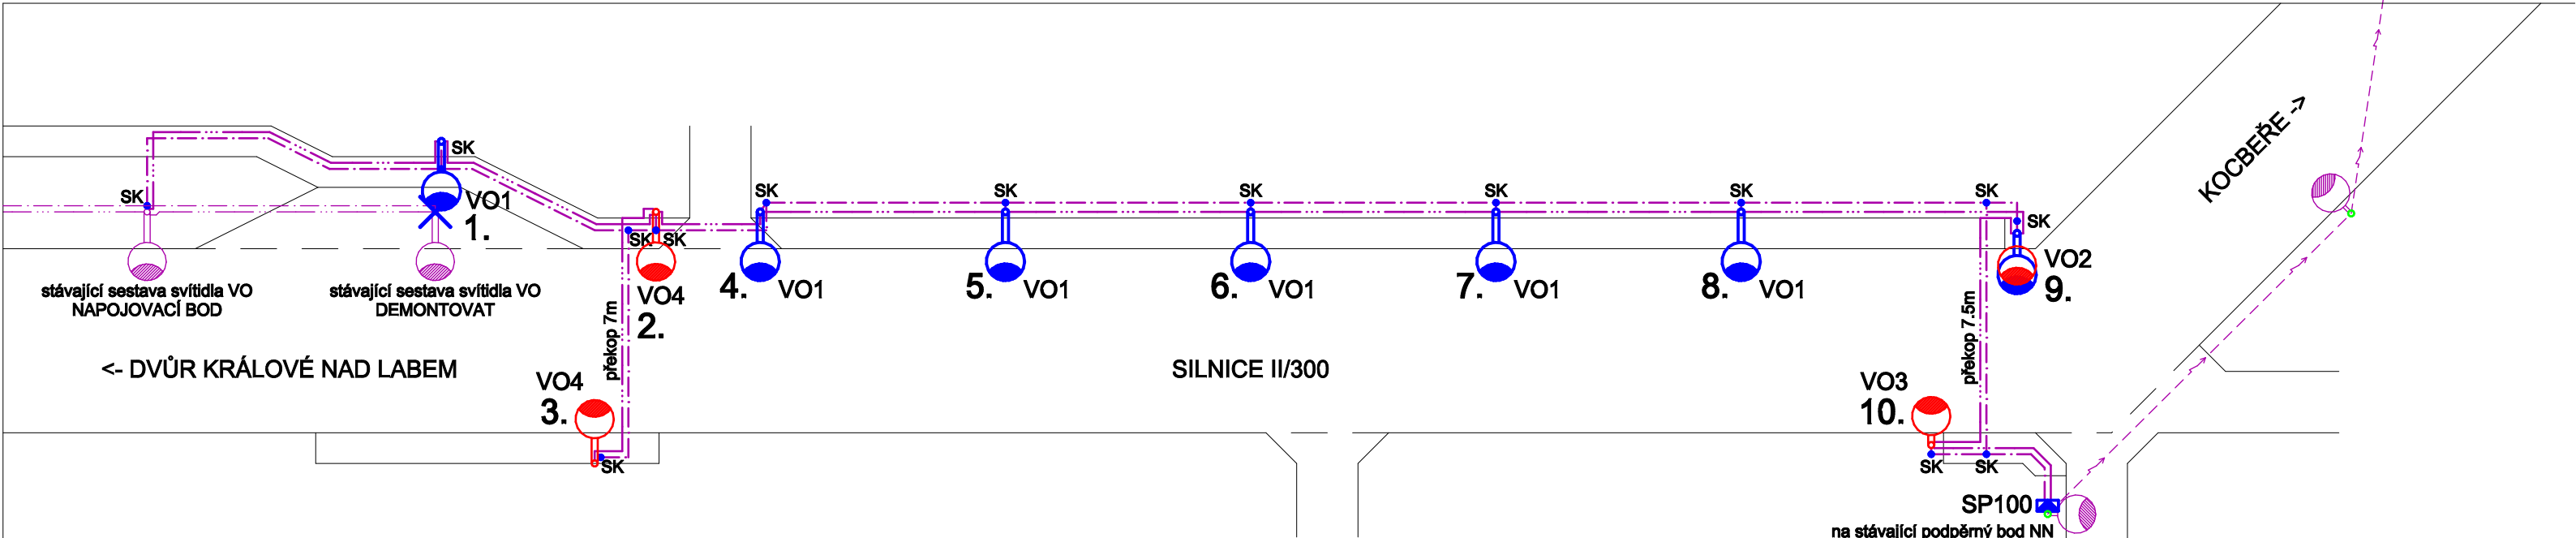 KOCBEŘE ->
SK
SK
VO1
1.
stávající sestava svítidla VO
NAPOJOVACÍ BOD
stávající sestava svítidla VO
DEMONTOVAT
SK
SK
VO4
2.
překop 7m
VO4
3.
SK
SK
4.
VO1
SK
5.
VO1
SK
6.
VO1
SK
7.
VO1
SK
8.
VO1
SK
SK
VO2
9.
překop 7.5m
<- DVŮR KRÁLOVÉ NAD LABEM
SILNICE II/300
VO3
10.
SK
SK
SP100
na stávající podpěrný bod NN